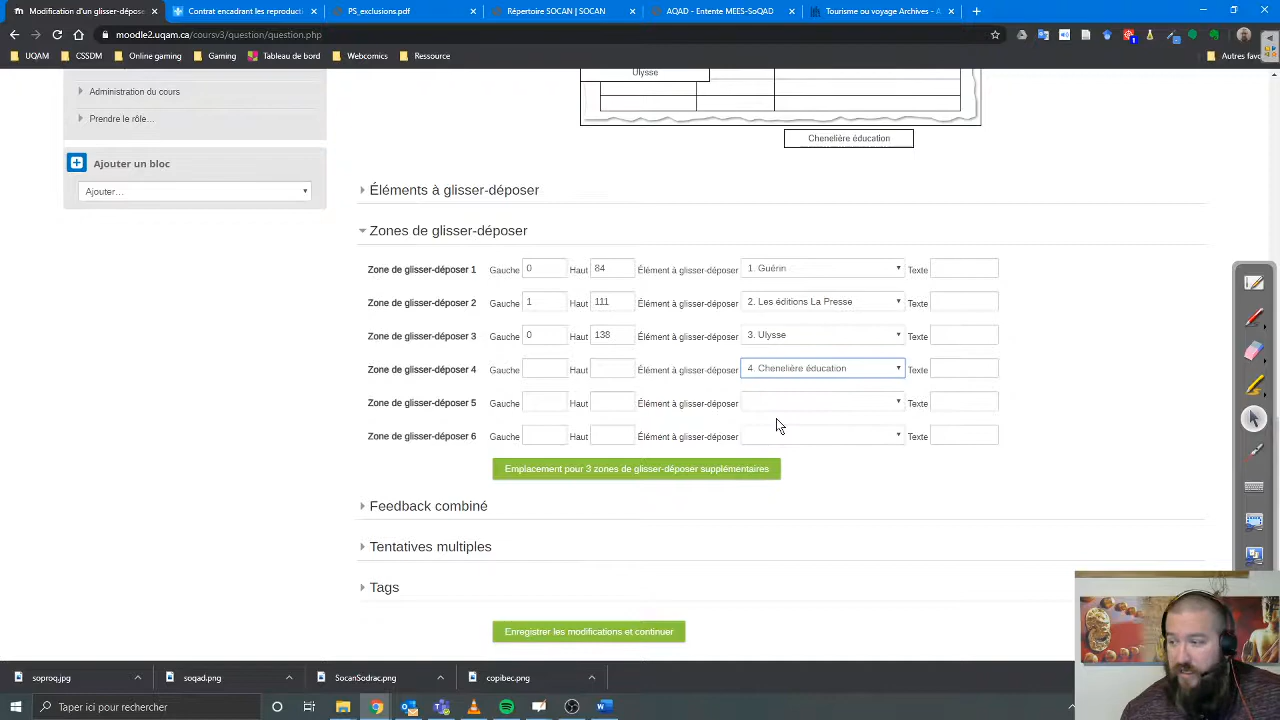 Modification d'un glisser-dépose
Contrat encadrant les reproducti
PS_exclusions.pdf
Répertoire SOCAN | SOCAN
AQAD - Entente MEES-SoQAD
Tourisme ou voyage Archives - A
moodle2.uqam.ca/coursv3/question/question.php
UQAM
CSSDM
Online gaming
Gaming
Tableau de bord
Webcomics
Ressource
Autres favo
Administration du cours
Prendre le rôle...
Ajouter un bloc
Ajouter...
Ulysse
Chenelière éducation
Éléments à glisser-déposer
Zones de glisser-déposer
Zone de glisser-déposer 1 Gauche 0 Haut 84 Élément à glisser-déposer 1. Guérin Texte
Zone de glisser-déposer 2 Gauche 1 Haut 111 Élément à glisser-déposer 2. Les éditions La Presse Texte
Zone de glisser-déposer 3 Gauche 0 Haut 138 Élément à glisser-déposer 3. Ulysse Texte
Zone de glisser-déposer 4 Gauche Haut Élément à glisser-déposer 4. Chenelière éducation Texte
Zone de glisser-déposer 5 Gauche Haut Élément à glisser-déposer Texte
Zone de glisser-déposer 6 Gauche Haut Élément à glisser-déposer Texte
Emplacement pour 3 zones de glisser-déposer supplémentaires
Feedback combiné
Tentatives multiples
Tags
Enregistrer les modifications et continuer
soproq.jpg
soqad.png
SocanSodrac.png
copibec.png
Taper ici pour rechercher